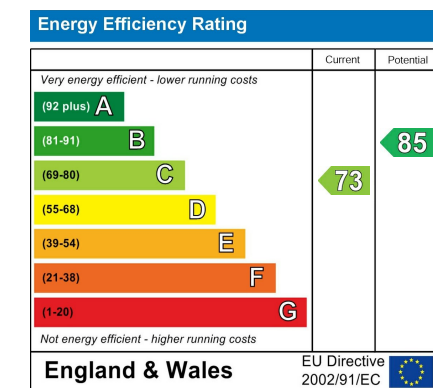 Energy Efficiency Rating
Current Potential
Very energy efficient - lower running costs
(92 plus) A
(81-91) B
85
(69-80) C
73
(55-68) D
(39-54) E
(21-38) F
(1-20) G
Not energy efficient - higher running costs
England & Wales
EU Directive
2002/91/EC